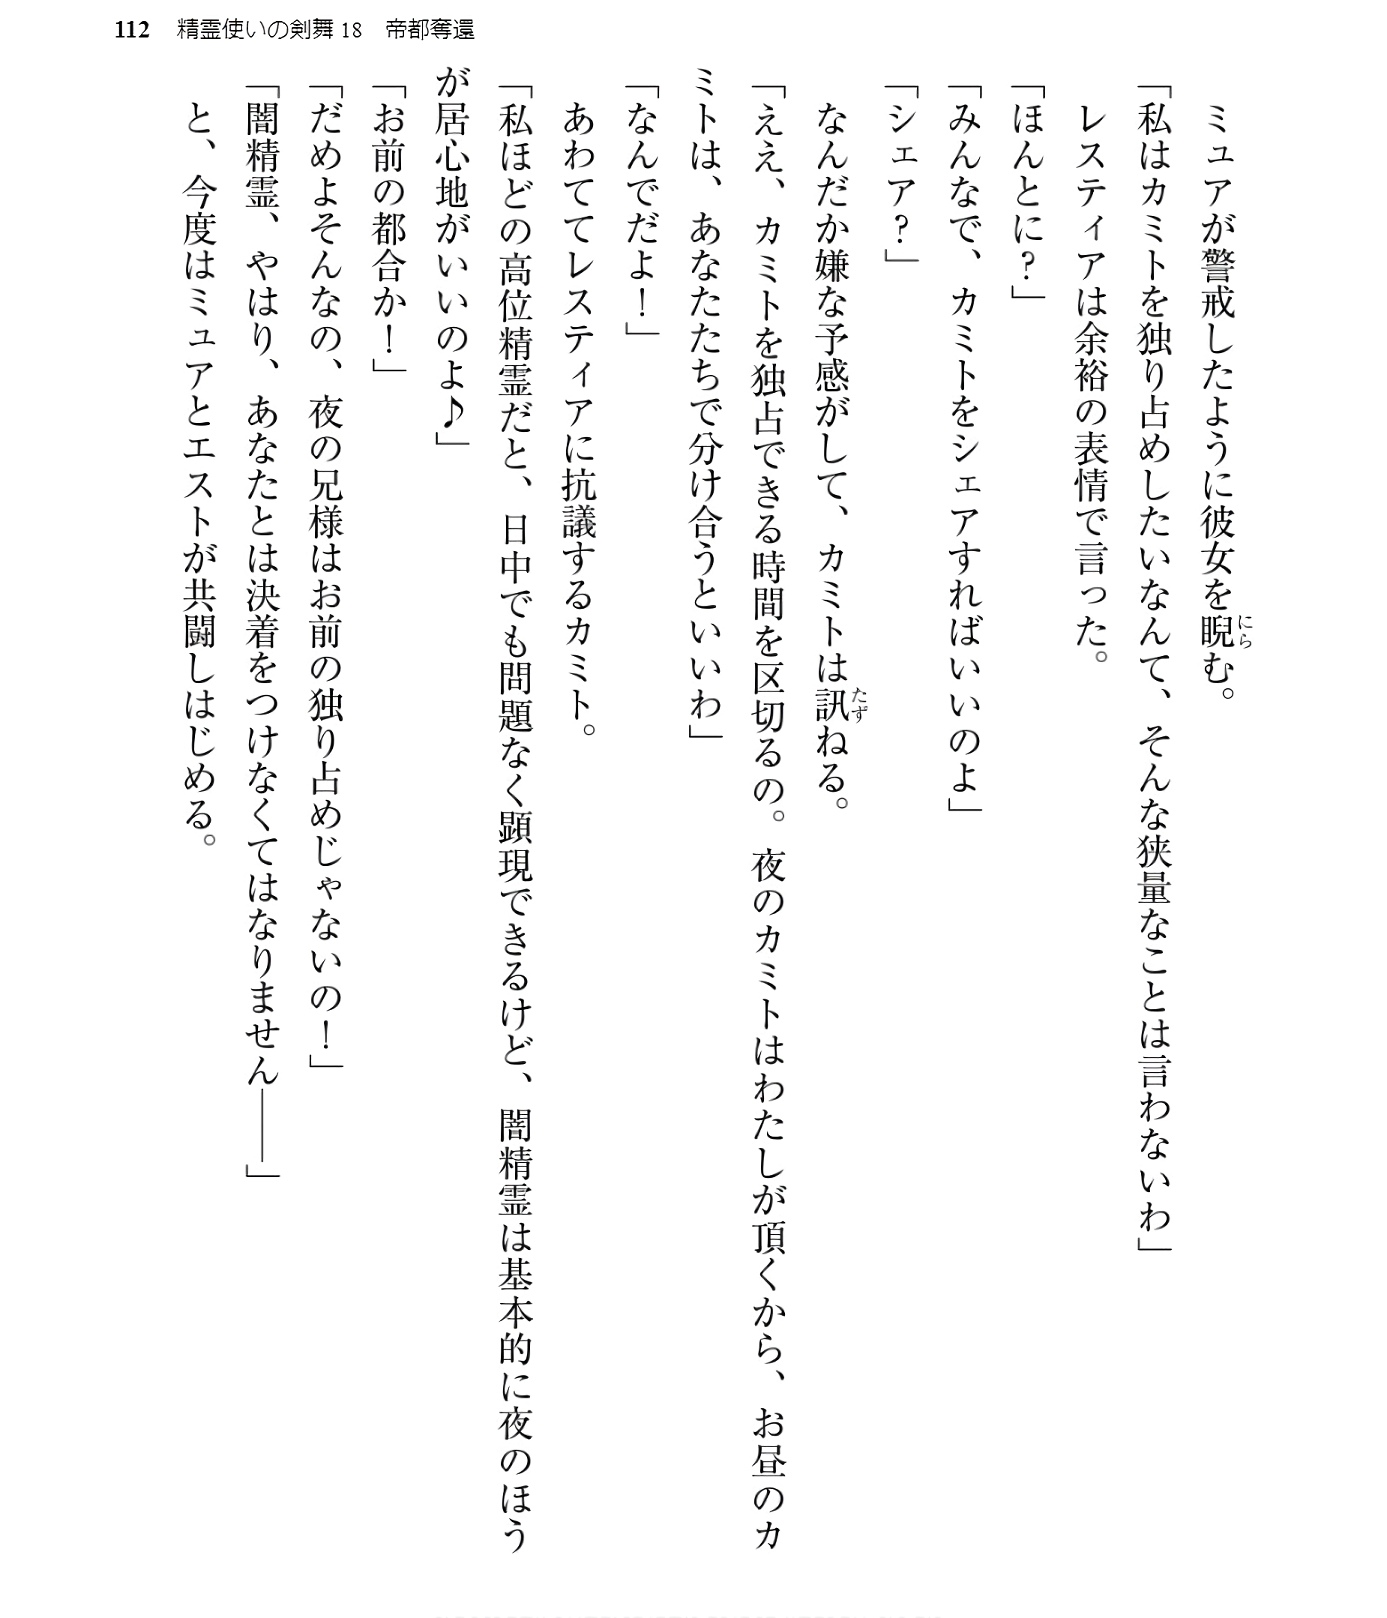 112　精霊使いの剣舞 18　帝都奪還
　ミュアが警戒したように彼女を睨む。
「私はカミトを独り占めしたいなんて、そんな狭量なことは言わないわ」
　レスティアは余裕の表情で言った。
「ほんとに？」
「みんなで、カミトをシェアすればいいのよ」
「シェア？」
　なんだか嫌な予感がして、カミトは訊ねる。
「ええ、カミトを独占できる時間を区切るの。夜のカミトはわたしが頂くから、お昼のカ
ミトは、あなたたちで分け合うといいわ」
「なんでだよ！」
　あわててレスティアに抗議するカミト。
「私ほどの高位精霊だと、日中でも問題なく顕現できるけど、闇精霊は基本的に夜のほう
が居心地がいいのよ♪」
「お前の都合か！」
「だめよそんなの、夜の兄様はお前の独り占めじゃないの！」
「闇精霊、やはり、あなたとは決着をつけなくてはなりません――」
　と、今度はミュアとエストが共闘しはじめる。